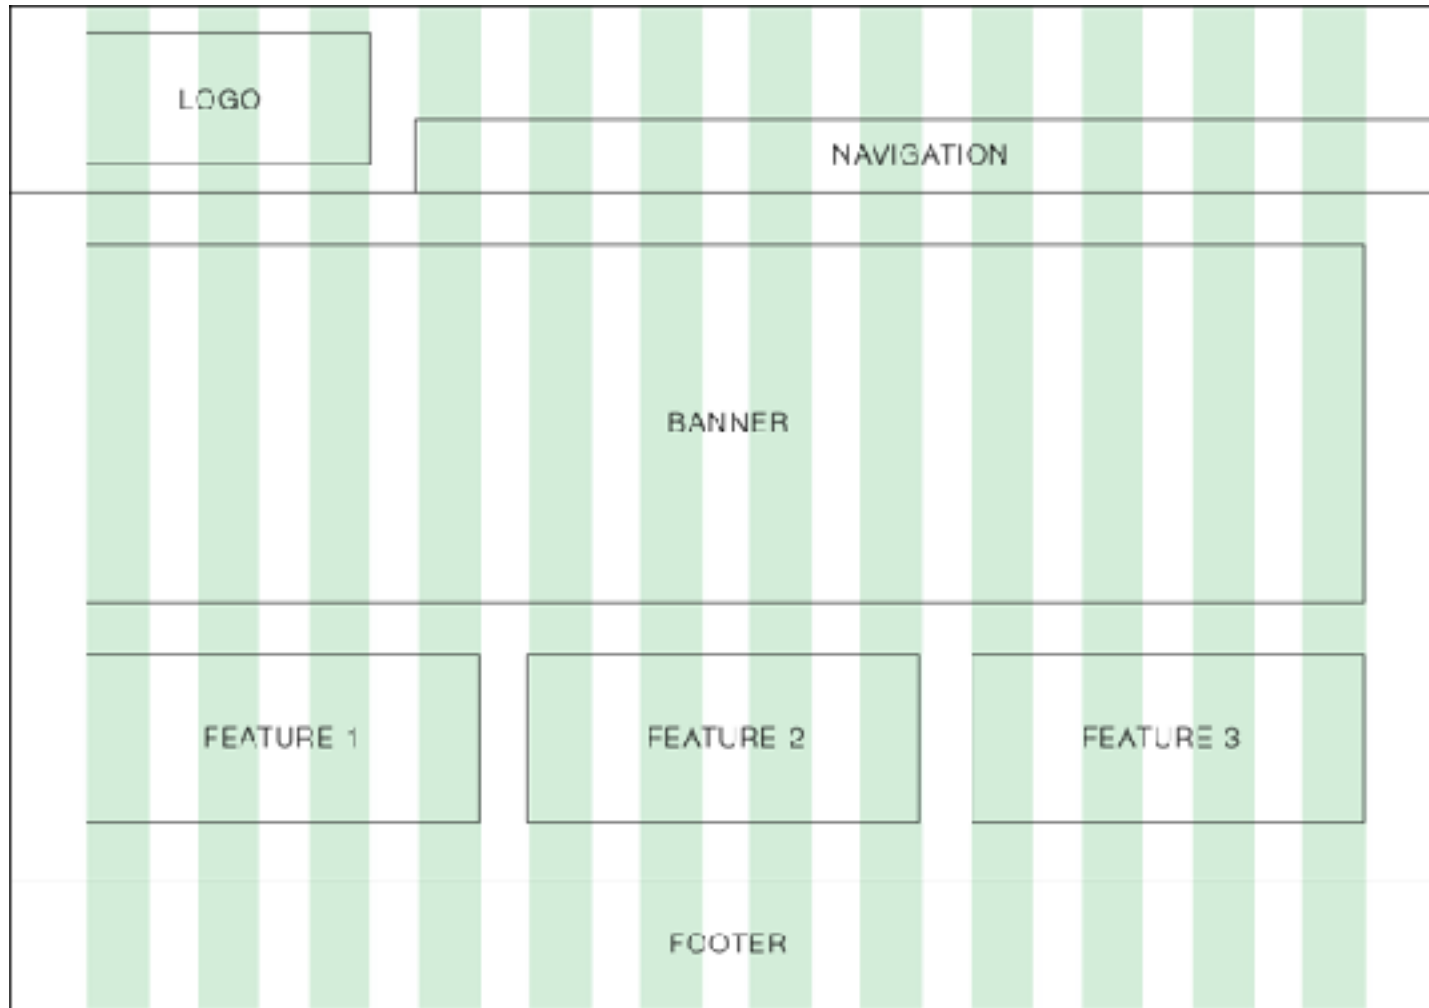 LOGO
NAVIGATION
BANNER
FEATURE 1
FEATURE 2
FEATURE 3
FOOTER